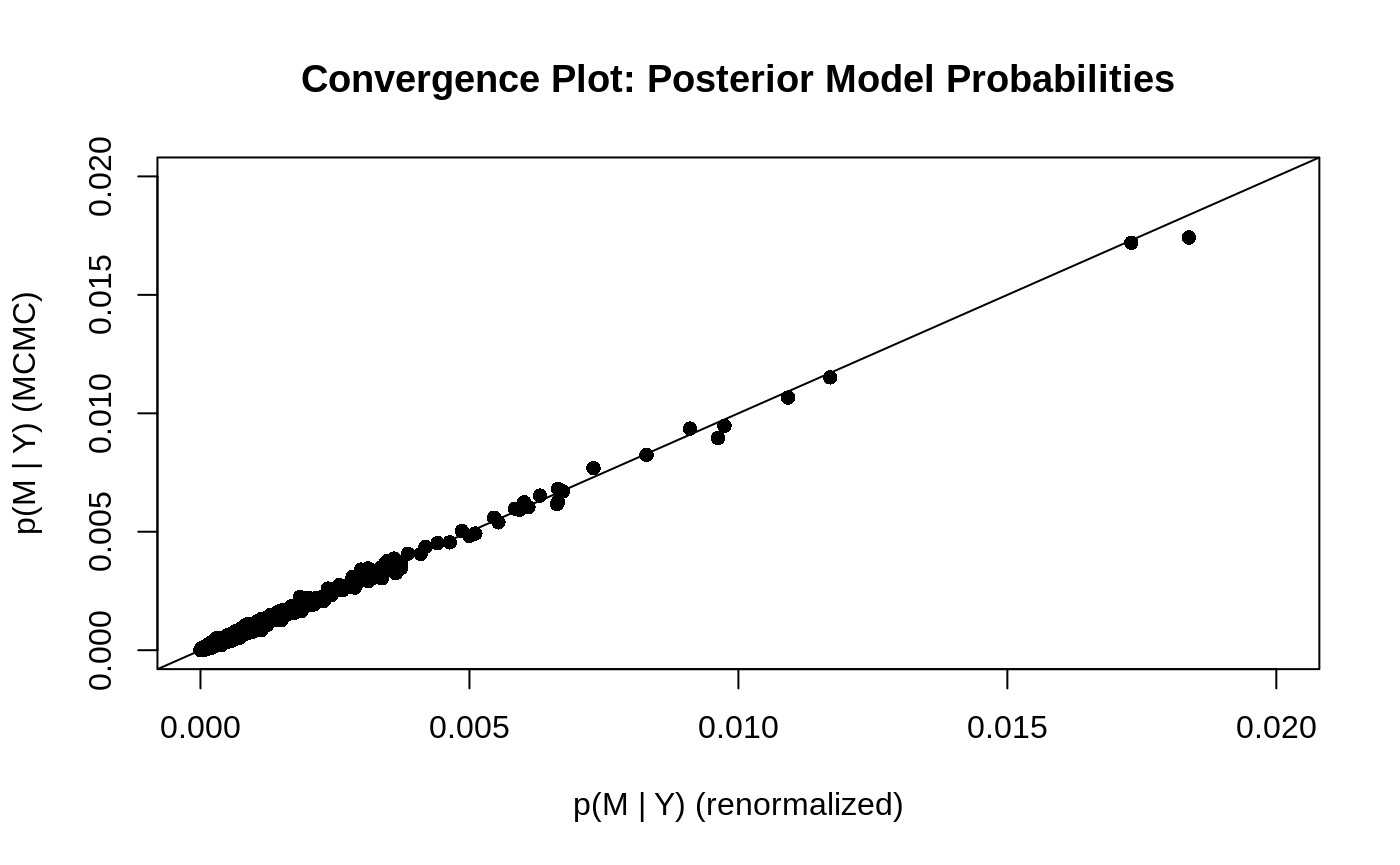 Convergence Plot: Posterior Model Probabilities
p(M | Y) (MCMC)
0.020
0.015
0.010
0.005
0.000
0.000 0.005 0.010 0.015 0.020
p(M | Y) (renormalized)